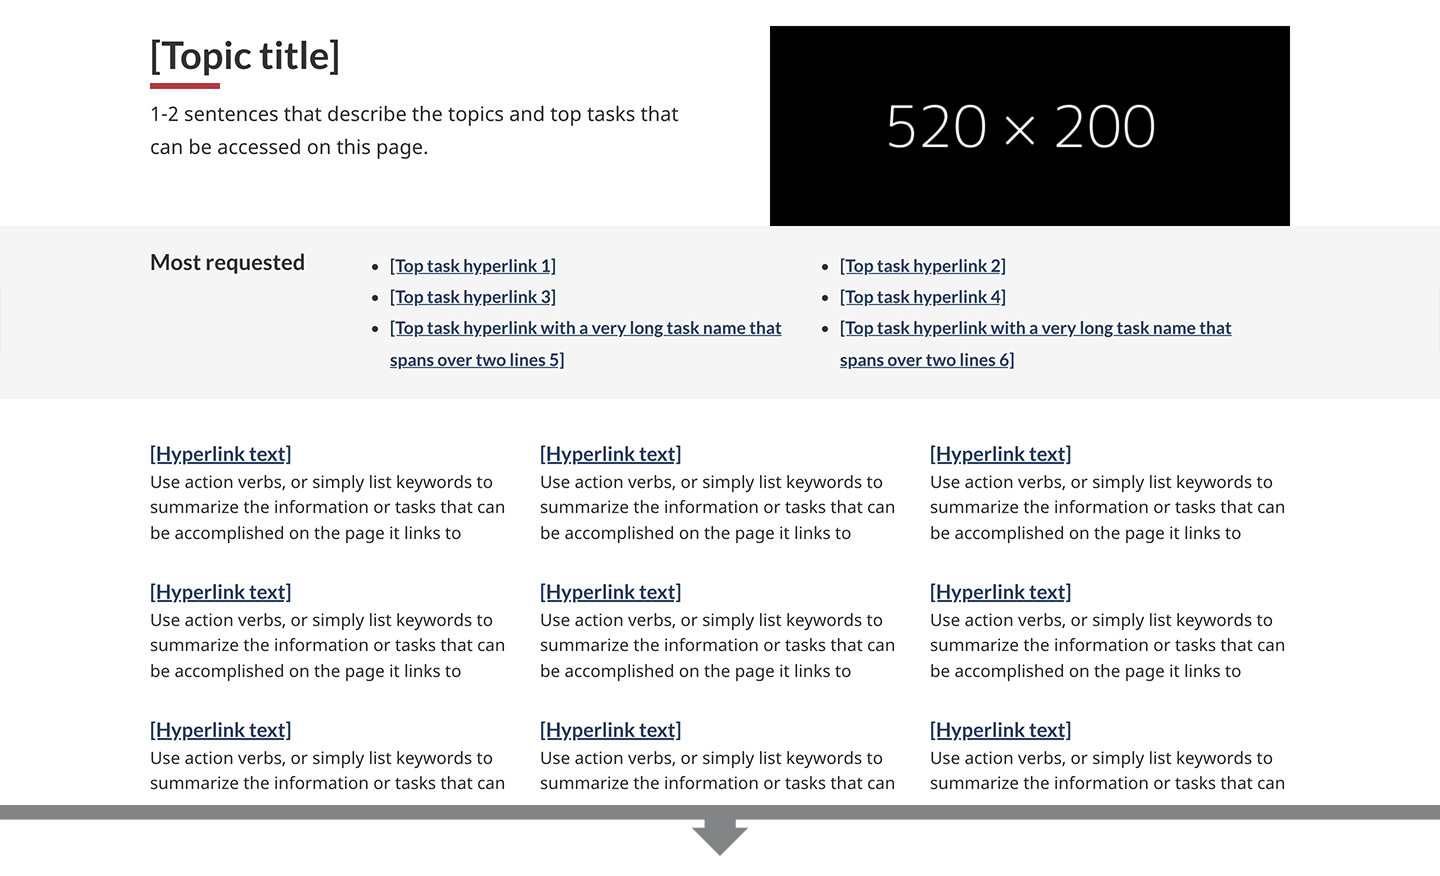 [Topic title]
1-2 sentences that describe the topics and top tasks that
can be accessed on this page.
520 × 200
Most requested
[Top task hyperlink 1]
[Top task hyperlink 2]
[Top task hyperlink 3]
[Top task hyperlink 4]
[Top task hyperlink with a very long task name that
spans over two lines 5]
[Top task hyperlink with a very long task name that
spans over two lines 6]
[Hyperlink text]
Use action verbs, or simply list keywords to
summarize the information or tasks that can
be accomplished on the page it links to
[Hyperlink text]
Use action verbs, or simply list keywords to
summarize the information or tasks that can
be accomplished on the page it links to
[Hyperlink text]
Use action verbs, or simply list keywords to
summarize the information or tasks that can
be accomplished on the page it links to
[Hyperlink text]
Use action verbs, or simply list keywords to
summarize the information or tasks that can
be accomplished on the page it links to
[Hyperlink text]
Use action verbs, or simply list keywords to
summarize the information or tasks that can
be accomplished on the page it links to
[Hyperlink text]
Use action verbs, or simply list keywords to
summarize the information or tasks that can
be accomplished on the page it links to
[Hyperlink text]
Use action verbs, or simply list keywords to
summarize the information or tasks that can
[Hyperlink text]
Use action verbs, or simply list keywords to
summarize the information or tasks that can
[Hyperlink text]
Use action verbs, or simply list keywords to
summarize the information or tasks that can